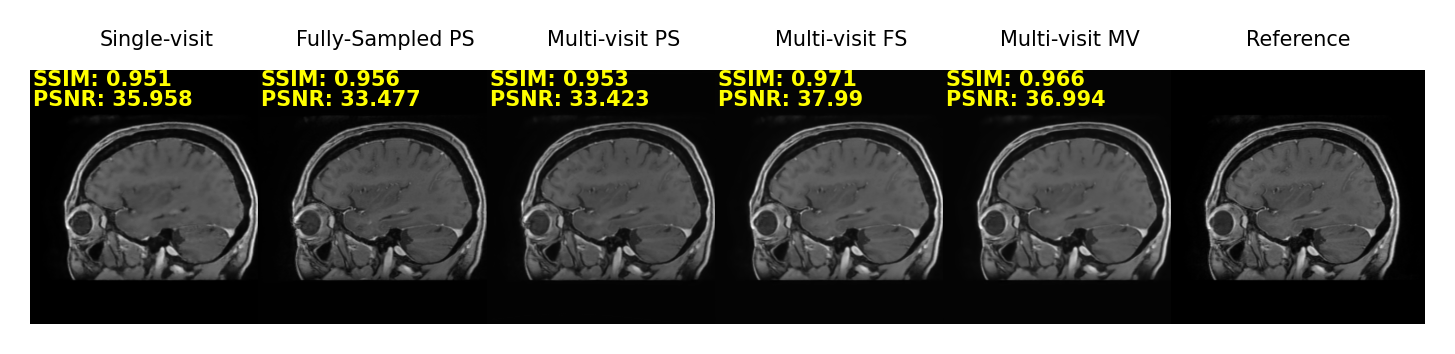 Single-visit
Fully-Sampled PS
Multi-visit PS
Multi-visit FS
Multi-visit MV
Reference
SSIM: 0.951
PSNR: 35.958
SSIM: 0.956
PSNR: 33.477
SSIM: 0.953
PSNR: 33.423
SSIM: 0.971
PSNR: 37.99
SSIM: 0.966
PSNR: 36.994